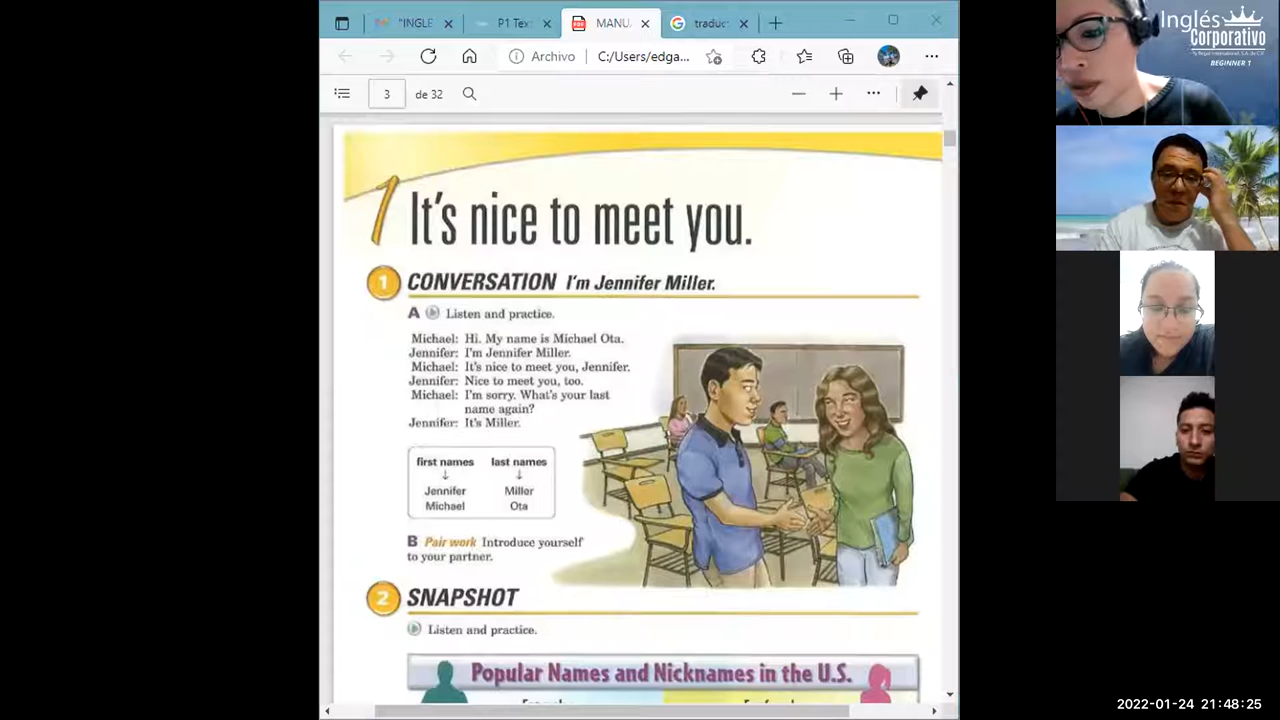 "INGLE
P1 Tex
MANU
traduc
Archivo
C:/Users/edga...
3
de 32
1 It's nice to meet you.
1 CONVERSATION I'm Jennifer Miller.
A Listen and practice.
Michael: Hi. My name is Michael Ota.
Jennifer: I'm Jennifer Miller.
Michael: It's nice to meet you, Jennifer.
Jennifer: Nice to meet you, too.
Michael: I'm sorry. What's your last
name again?
Jennifer: It's Miller.
first names last names
Jennifer Miller
Michael Ota
B Pair work Introduce yourself
to your partner.
2 SNAPSHOT
Listen and practice.
Popular Names and Nicknames in the U.S.
Inglés
Corporativo
BEGINNER 1
2022-01-24 21:48:25